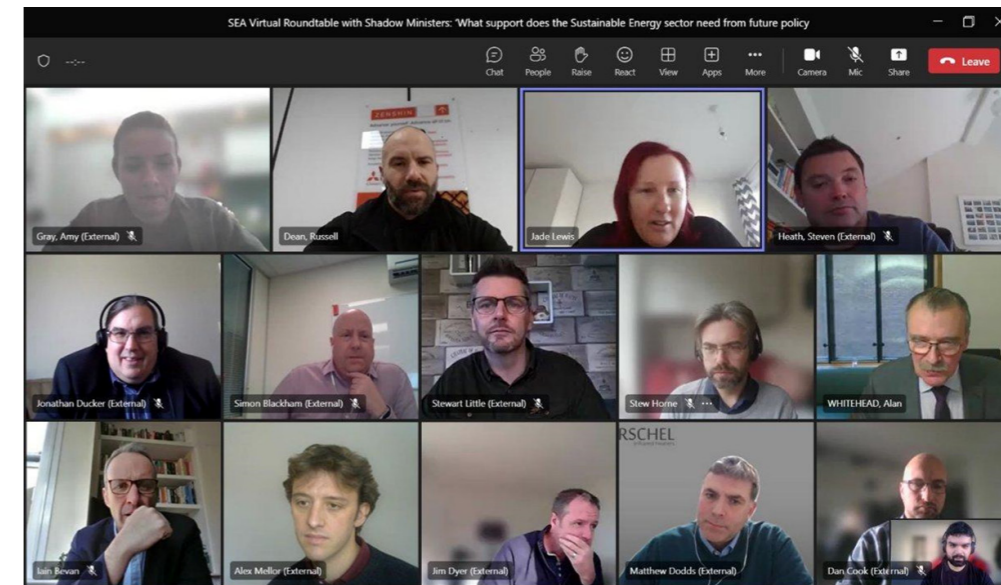 SEA Virtual Roundtable with Shadow Ministers: 'What support does the Sustainable Energy sector need from future policy
--:--
Chat
People
Raise
React
View
Apps
More
Camera
Mic
Share
Leave
ZENSHIN
Gray, Amy (External)
Dean, Russell
Jade Lewis
Heath, Steven (External)
Jonathan Ducker (External)
Simon Blackham (External)
Stewart Little (External)
Stew Horne
WHITEHEAD, Alan
RSCHEL
Iain Bevan
Alex Mellor (External)
Jim Dyer (External)
Matthew Dodds (External)
Dan Cook (External)